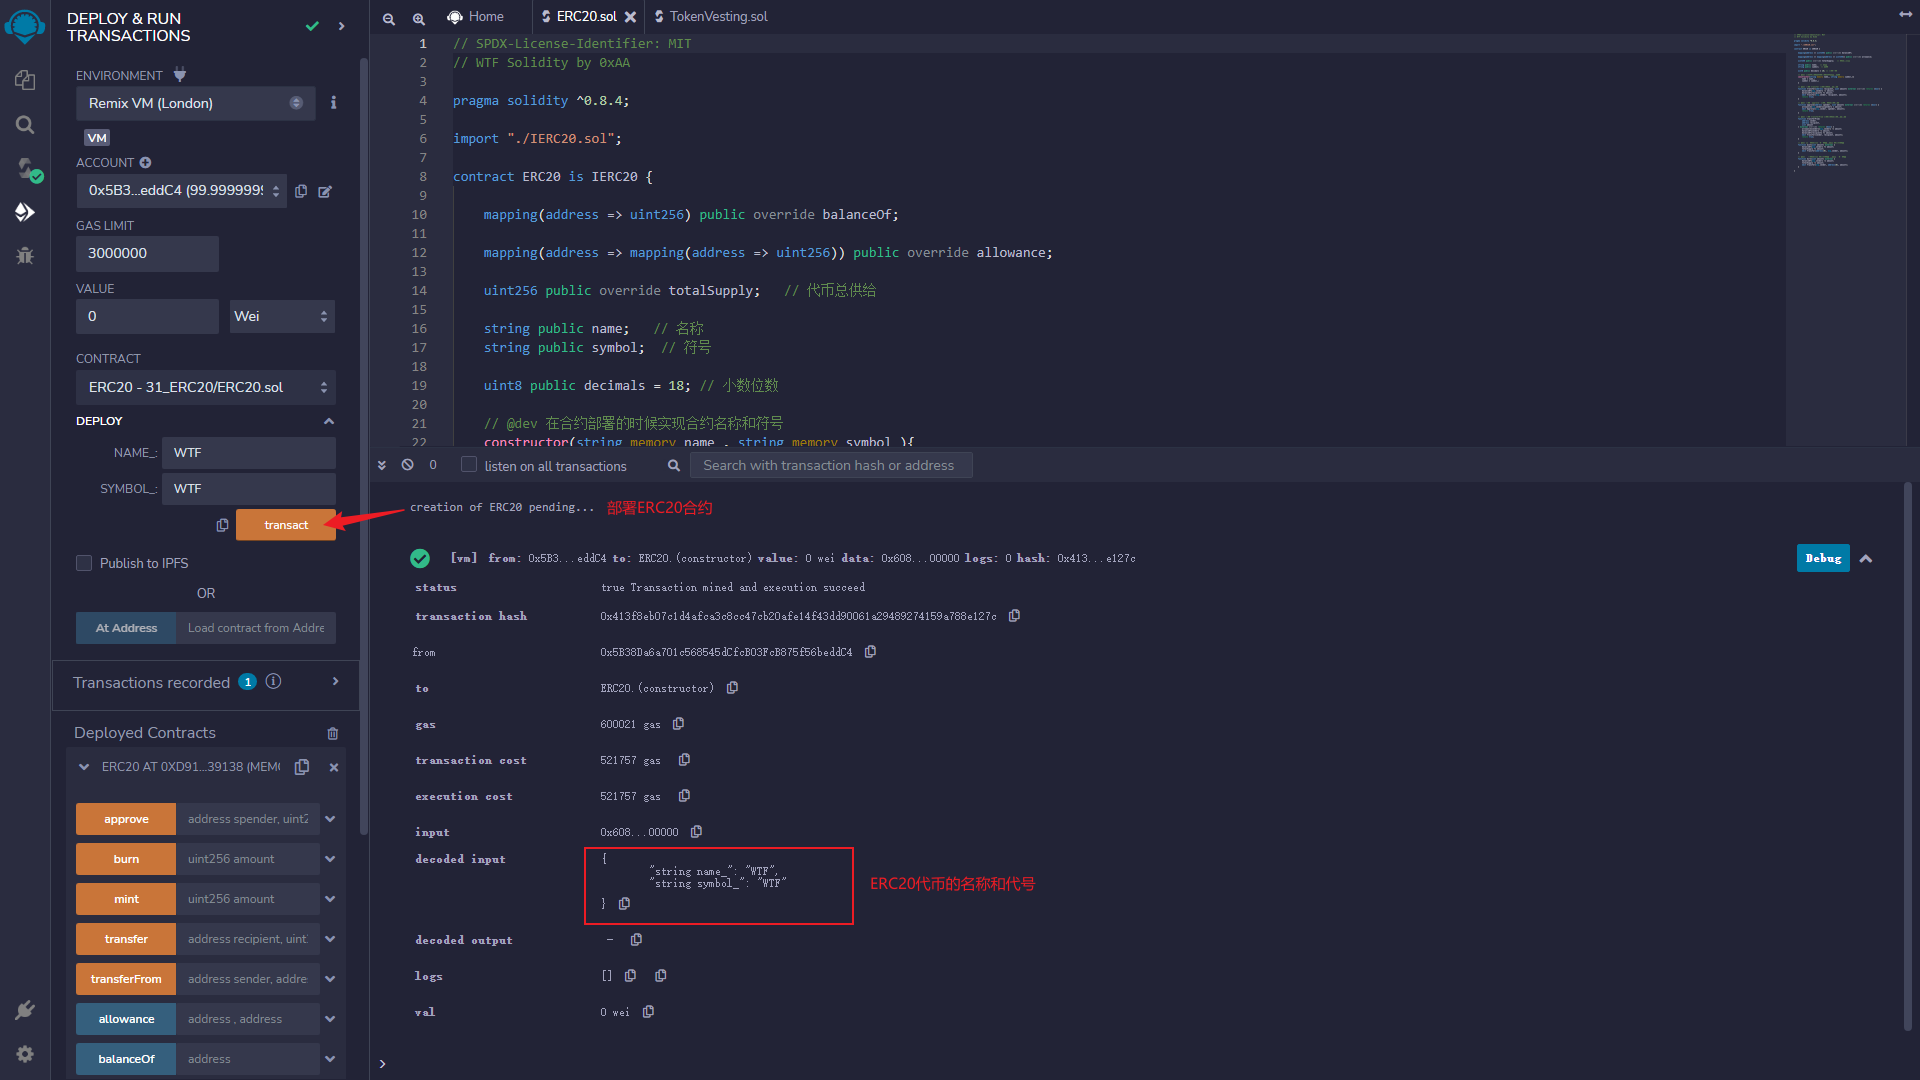 DEPLOY & RUN
TRANSACTIONS
ENVIRONMENT
Remix VM (London)
VM
ACCOUNT
0x5B3...eddC4 (99.9999999
GAS LIMIT
3000000
VALUE
0
Wei
CONTRACT
ERC20 - 31_ERC20/ERC20.sol
DEPLOY
NAME_:
WTF
SYMBOL_:
WTF
transact
Publish to IPFS
OR
At Address
Load contract from Addre
Transactions recorded 1
Deployed Contracts
ERC20 AT 0XD91...39138 (MEMO
approve
address spender, uint2
burn
uint256 amount
mint
uint256 amount
transfer
address recipient, uint
transferFrom
address sender, addre
allowance
address , address
balanceOf
address
Home
ERC20.sol
TokenVesting.sol
1 // SPDX-License-Identifier: MIT
2 // WTF Solidity by 0xAA
3
4 pragma solidity ^0.8.4;
5
6 import "./IERC20.sol";
7
8 contract ERC20 is IERC20 {
9
10 mapping(address => uint256) public override balanceOf;
11
12 mapping(address => mapping(address => uint256)) public override allowance;
13
14 uint256 public override totalSupply; // 代币总供给
15
16 string public name; // 名称
17 string public symbol; // 符号
18
19 uint8 public decimals = 18; // 小数位数
20
21 // @dev 在合约部署的时候实现合约名称和符号
22 constructor(string memory name_, string memory symbol_){
0
listen on all transactions
Search with transaction hash or address
creation of ERC20 pending...
部署ERC20合约
[vm] from: 0x5B3...eddC4 to: ERC20.(constructor) value: 0 wei data: 0x608...00000 logs: 0 hash: 0x413...e127c
Debug
status true Transaction mined and execution succeed
transaction hash 0x413f8eb07c1d4afca3c8cc47cb20afe14f43dd90061a29489274159a788e127c
from 0x5B38Da6a701c568545dCfcB03FcB875f56beddC4
to ERC20.(constructor)
gas 600021 gas
transaction cost 521757 gas
execution cost 521757 gas
input 0x608...00000
decoded input {
"string name_": "WTF",
"string symbol_": "WTF"
}
ERC20代币的名称和代号
decoded output -
logs []
val 0 wei
>